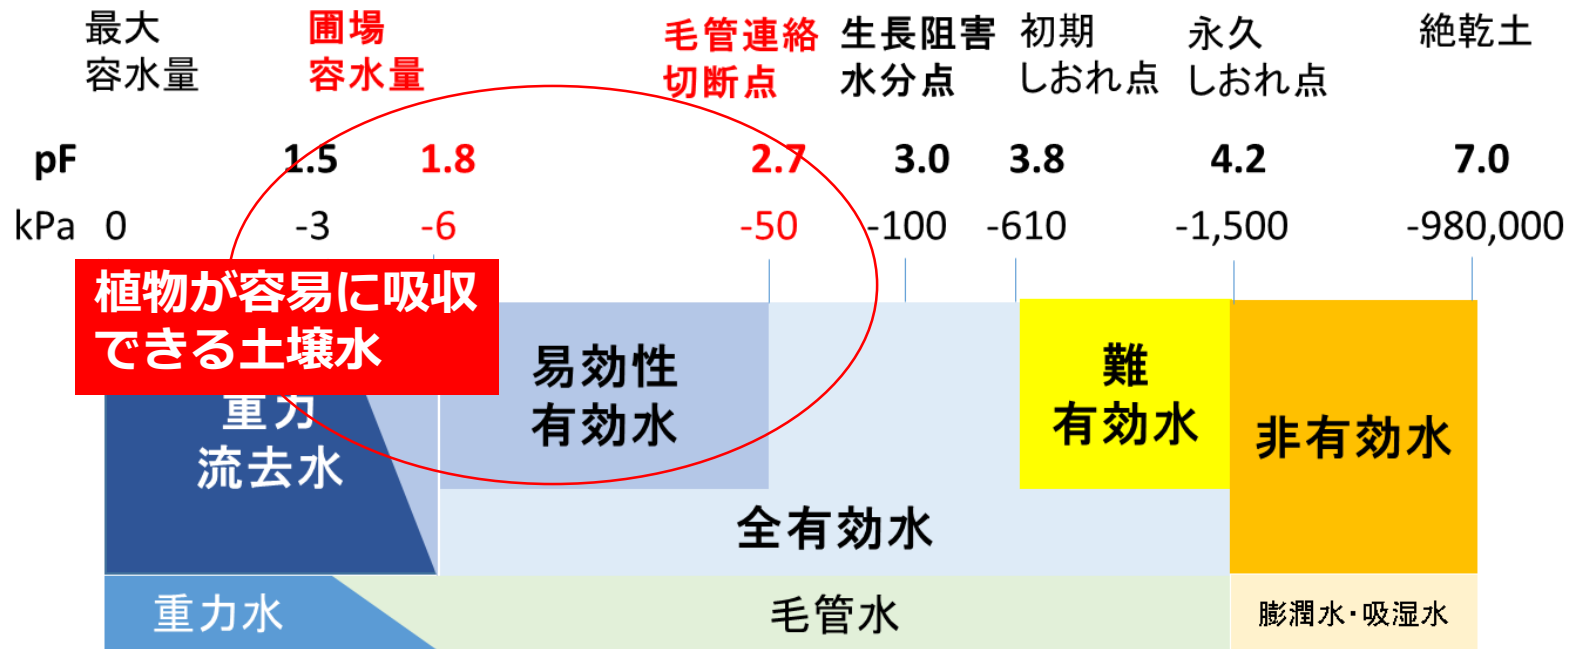 最大
容水量
圃場
容水量
毛管連絡
切断点
生長阻害
水分点
初期
しおれ点
永久
しおれ点
絶乾土
pF 1.5 1.8 2.7 3.0 3.8 4.2 7.0
kPa 0 -3 -6 -50 -100 -610 -1,500 -980,000
植物が容易に吸収
できる土壌水
重力
流去水
易効性
有効水
難
有効水
非有効水
全有効水
重力水
毛管水
膨潤水・吸湿水